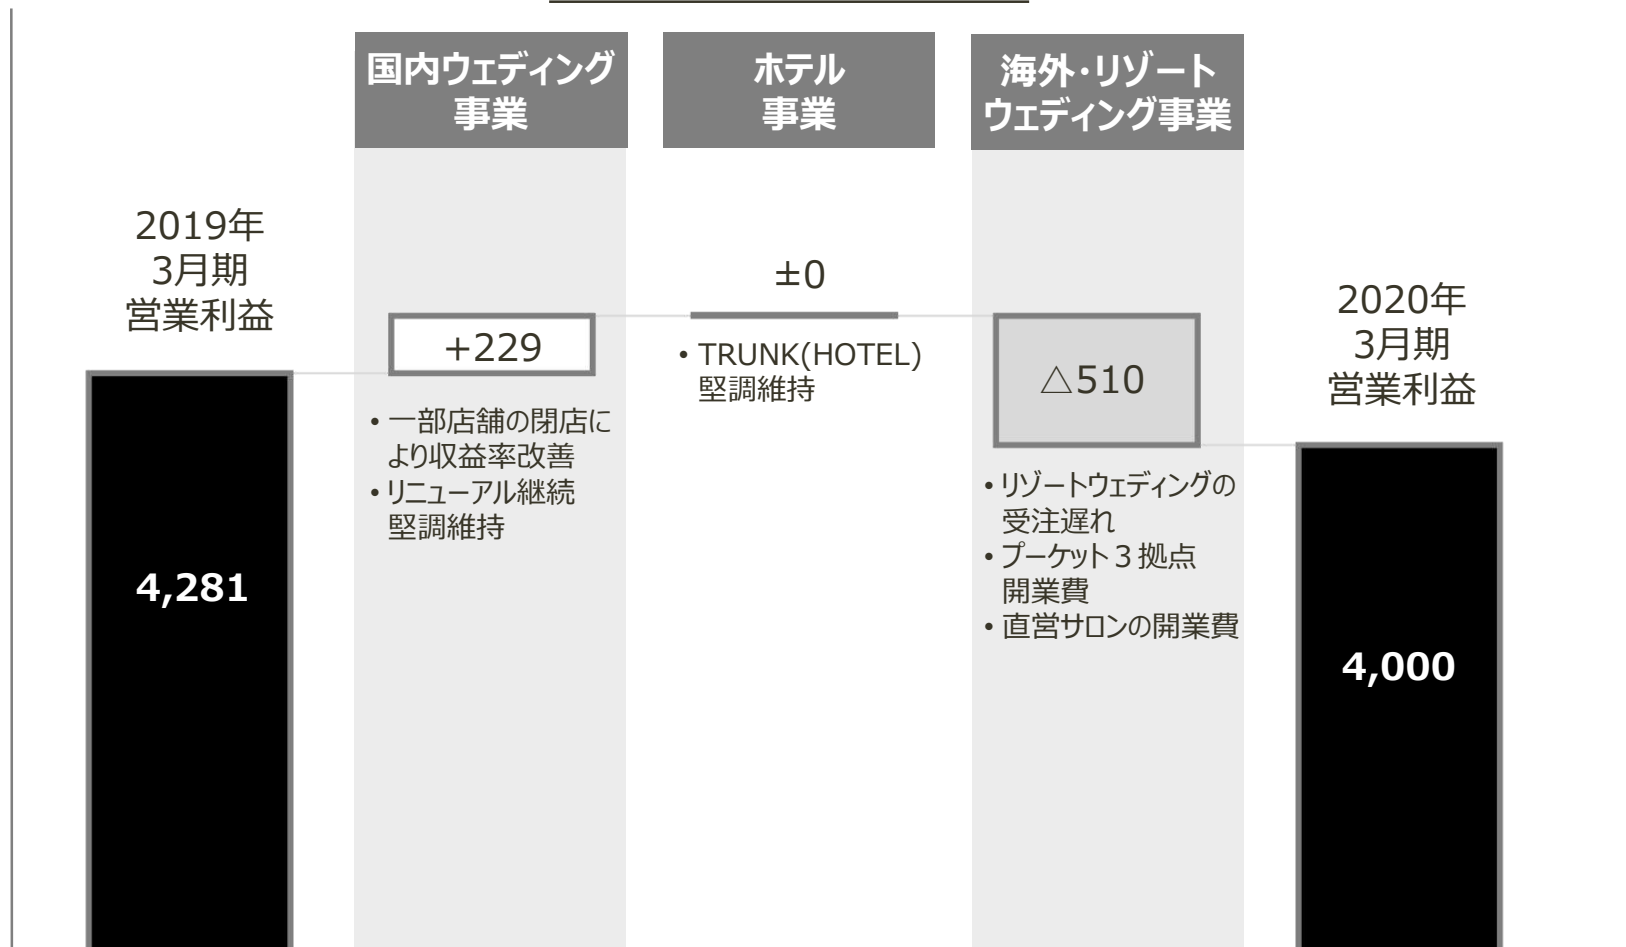 国内ウェディング
事業
ホテル
事業
海外・リゾート
ウェディング事業
2019年
3月期
営業利益
4,281
+229
• 一部店舗の閉店に
より収益率改善
• リニューアル継続
堅調維持
±0
• TRUNK(HOTEL)
堅調維持
△510
• リゾートウェディングの
受注遅れ
• プーケット３拠点
開業費
• 直営サロンの開業費
2020年
3月期
営業利益
4,000